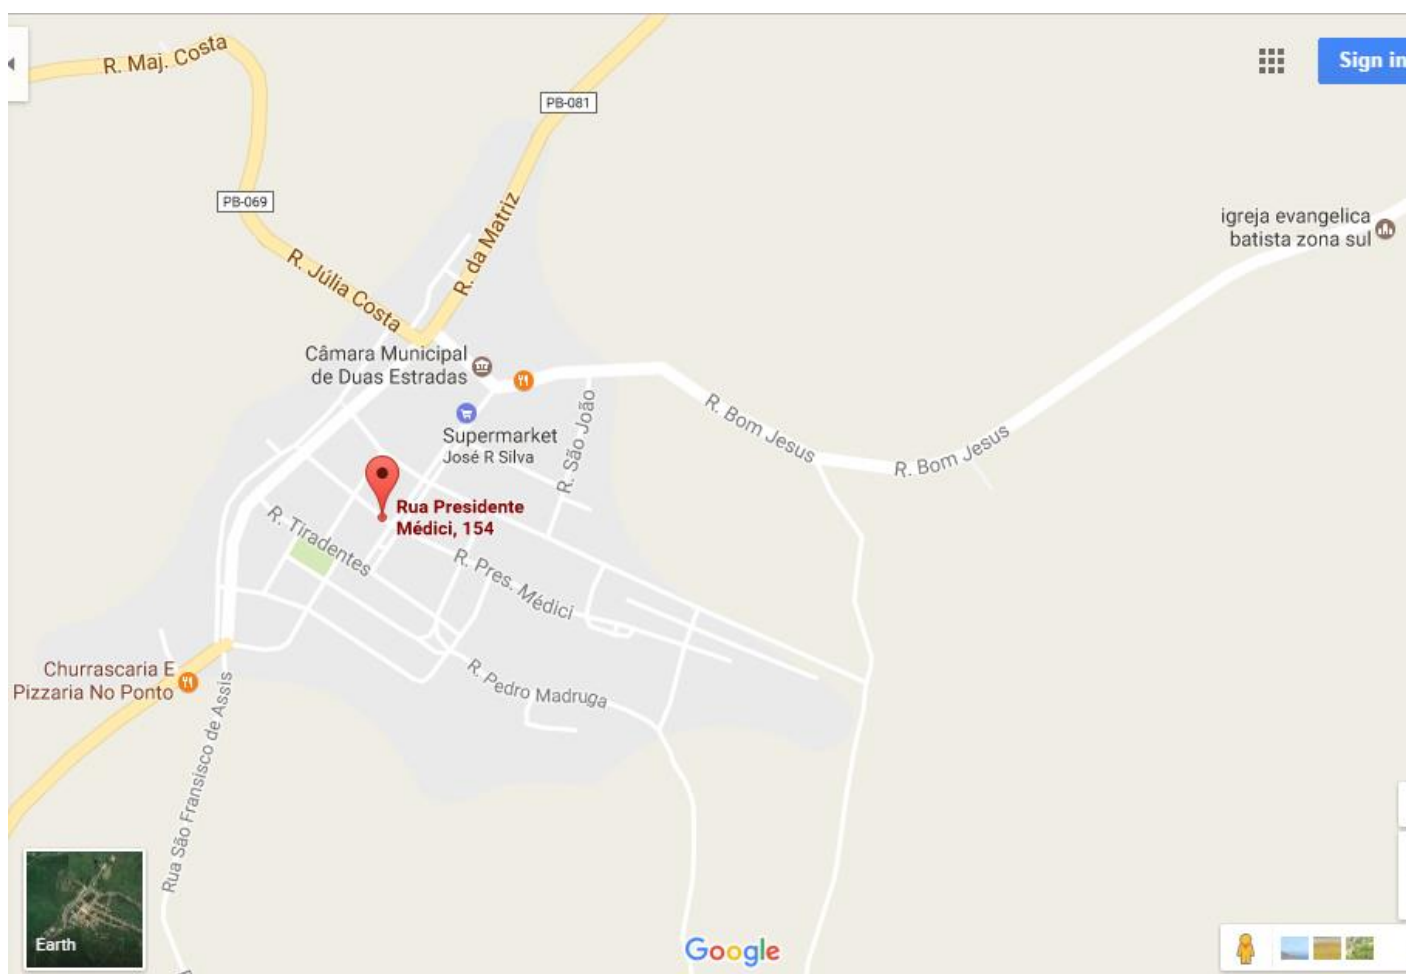 R. Maj. Costa
Sign in
PB-081
PB-069
R. da Matriz
igreja evangelica
batista zona sul
R. Júlia Costa
Câmara Municipal
de Duas Estradas
R. Bom Jesus
R. Bom Jesus
Supermarket
José R Silva
R. São João
Rua Presidente
Médici, 154
R. Tiradentes
R. Pres. Médici
Churrascaria E
Pizzaria No Ponto
R. Pedro Madruga
Rua São Fransisco de Assis
Earth
Google